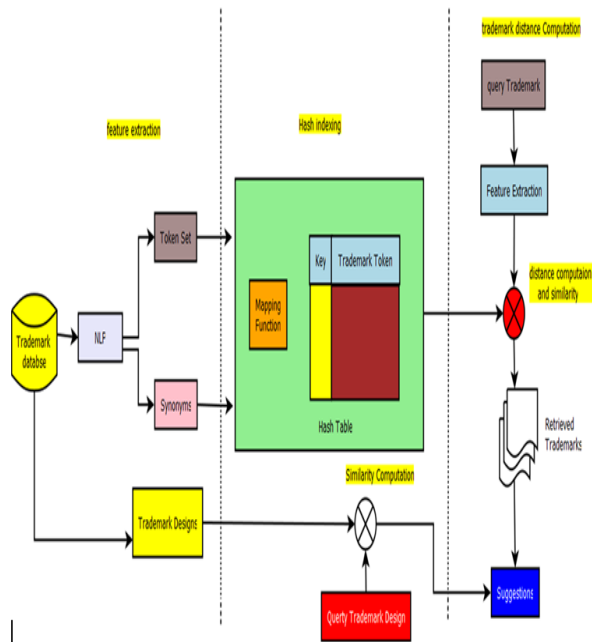 trademark distance Computation
query Trademark
feature extraction
Hash indexing
Feature Extraction
Token Set
Key
Trademark Token
distance computaion
and similarity
Mapping
Function
Trademark
databse
NLF
Synonyms
Hash Table
Retrieved
Trademarks
Similarity Computation
Trademark Designs
Suggestions
Querty Trademark Design